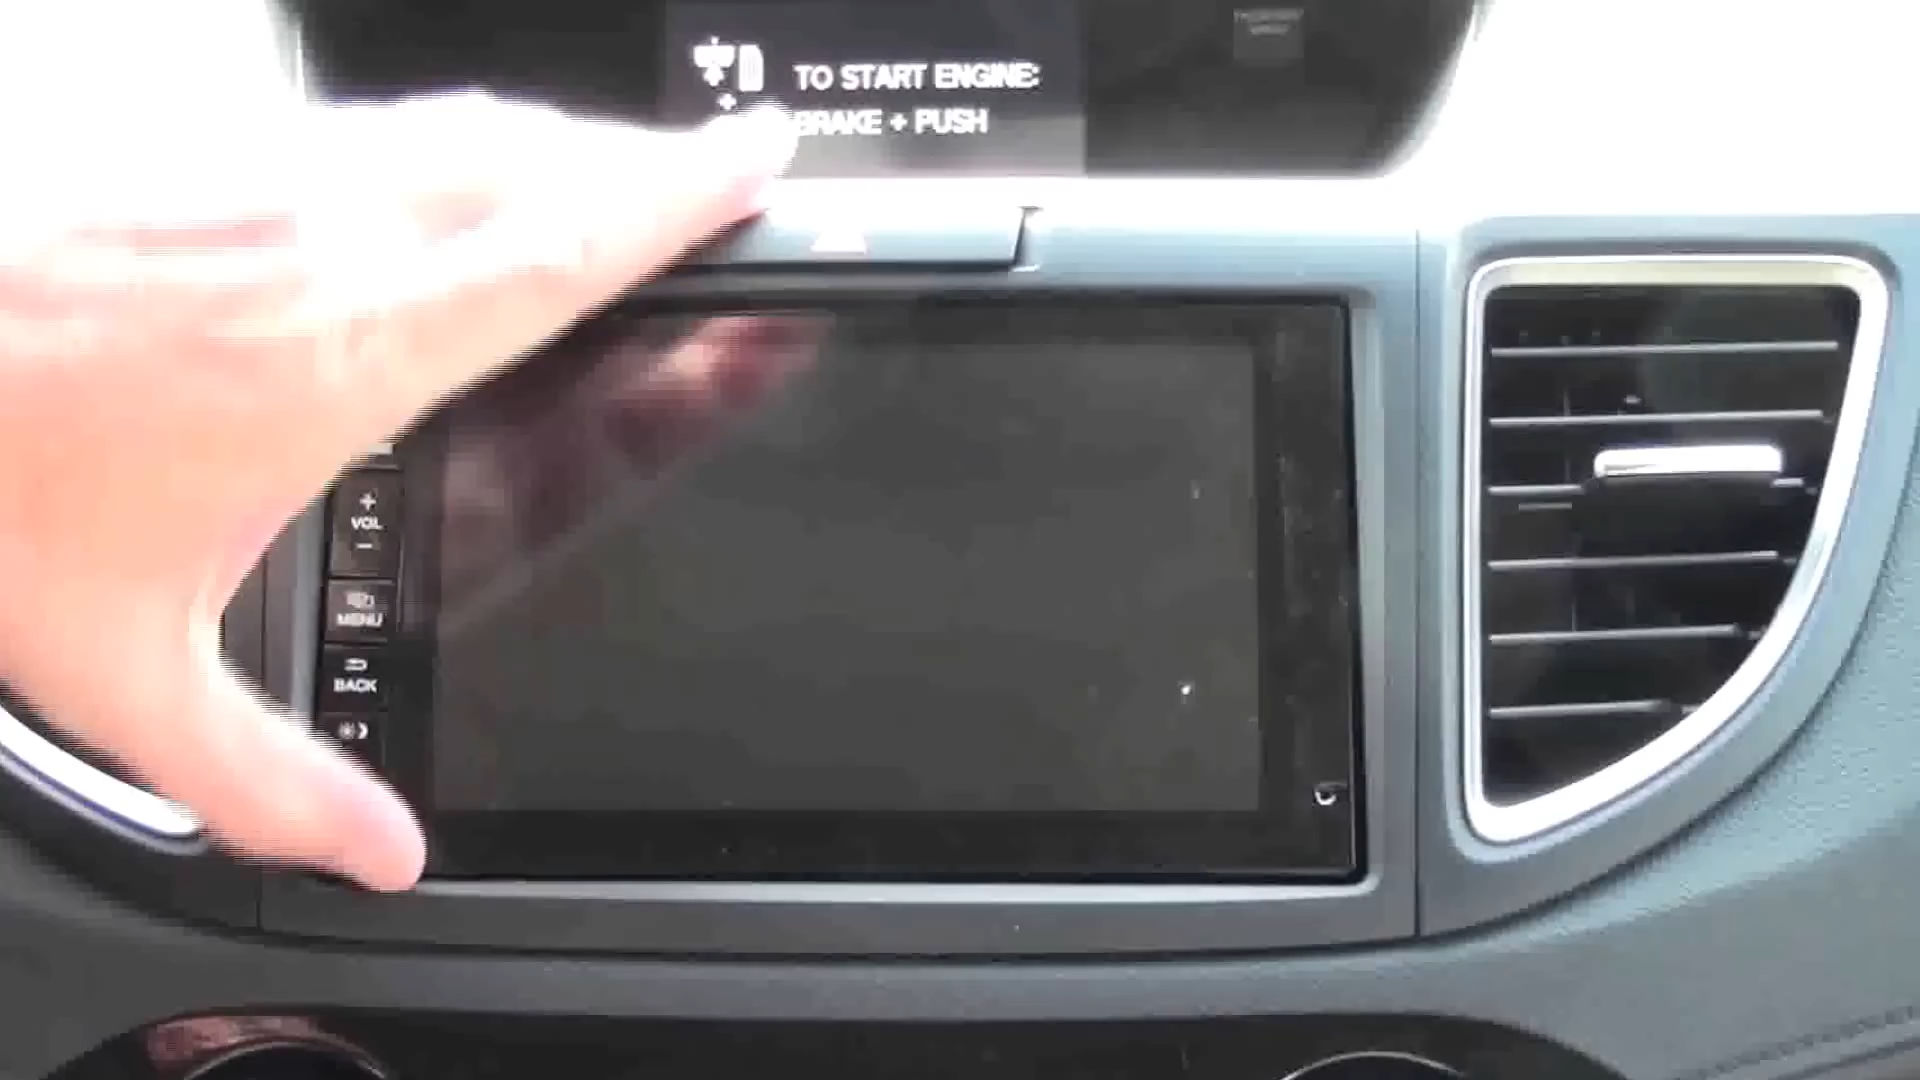 TO START ENGINE:
BRAKE + PUSH
+
VOL
−
MENU
BACK